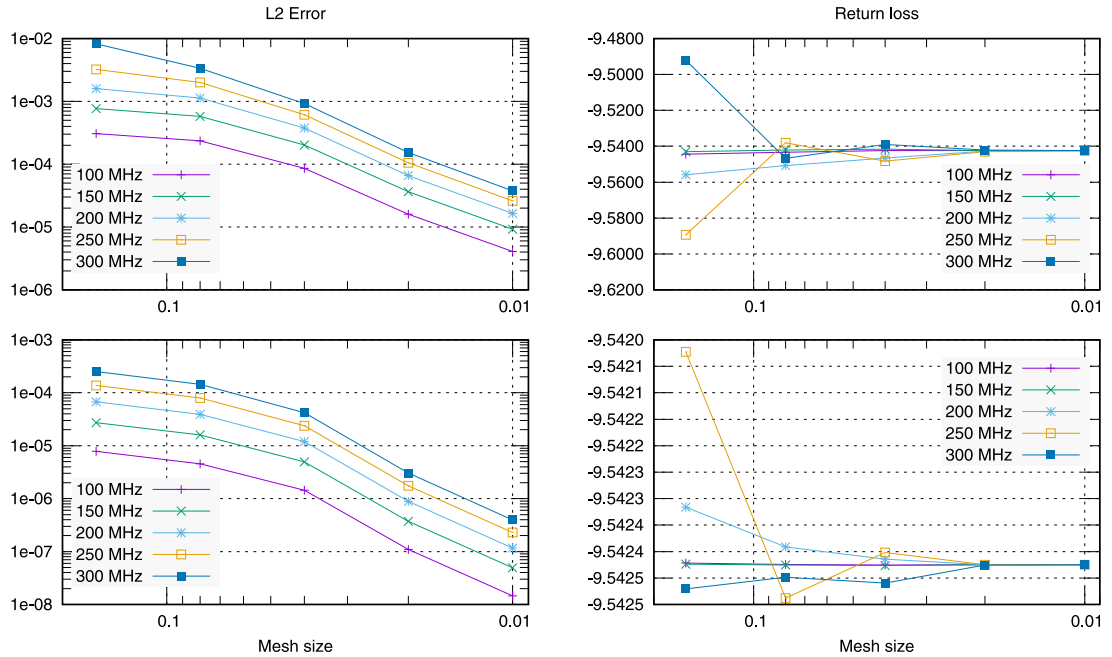 L2 Error
1e-02
1e-03
1e-04
1e-05
1e-06
100 MHz
150 MHz
200 MHz
250 MHz
300 MHz
0.1
0.01
Return loss
-9.4800
-9.5000
-9.5200
-9.5400
-9.5600
-9.5800
-9.6000
-9.6200
100 MHz
150 MHz
200 MHz
250 MHz
300 MHz
0.1
0.01
1e-03
1e-04
1e-05
1e-06
1e-07
1e-08
100 MHz
150 MHz
200 MHz
250 MHz
300 MHz
0.1
0.01
Mesh size
-9.5420
-9.5421
-9.5421
-9.5422
-9.5422
-9.5423
-9.5423
-9.5424
-9.5424
-9.5425
-9.5425
100 MHz
150 MHz
200 MHz
250 MHz
300 MHz
0.1
0.01
Mesh size